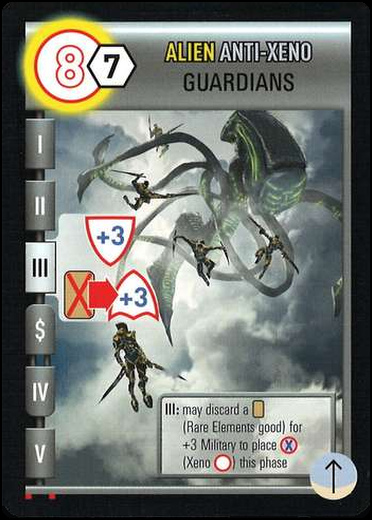 8 7
ALIEN ANTI-XENO
GUARDIANS
I
II
III
+3
+3
$
IV
V
III: may discard a
(Rare Elements good) for
+3 Military to place X
(Xeno ) this phase